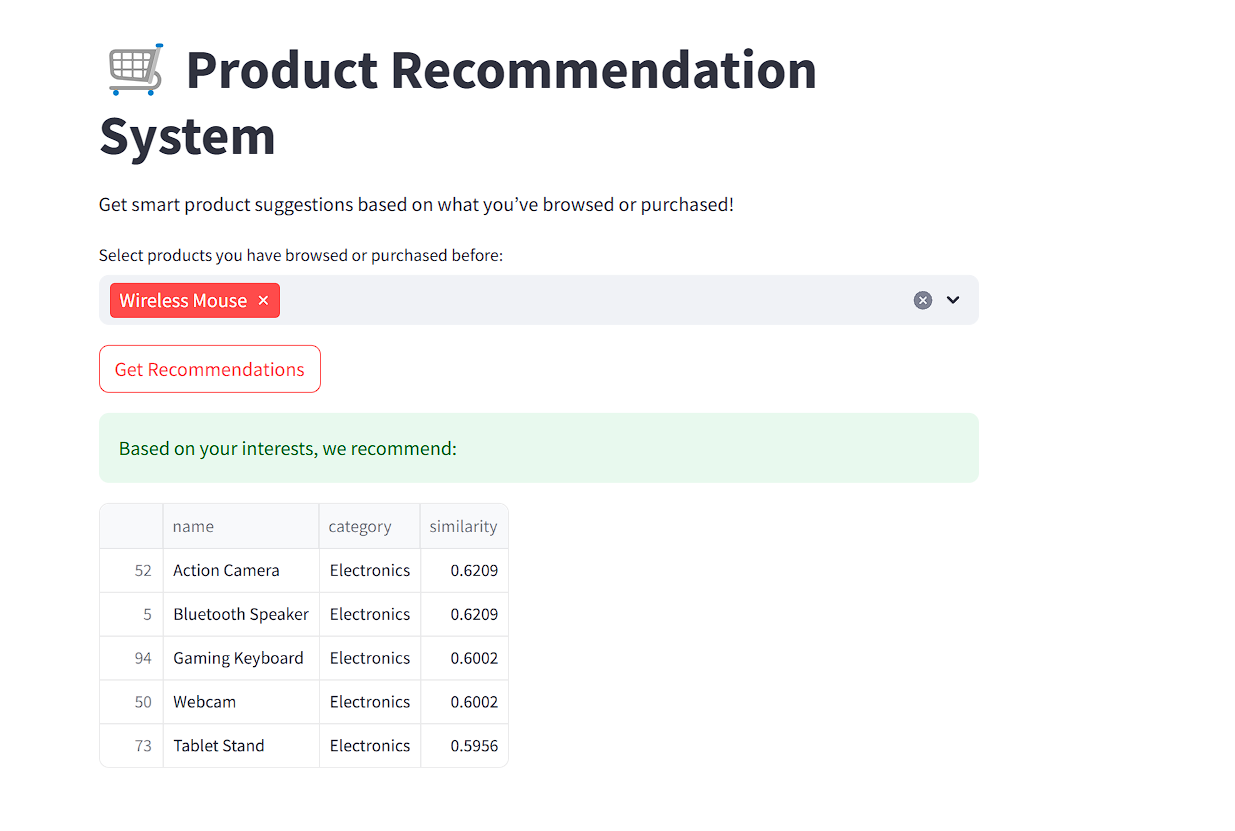 Product Recommendation
System
Get smart product suggestions based on what you’ve browsed or purchased!
Select products you have browsed or purchased before:
Wireless Mouse ×
Get Recommendations
Based on your interests, we recommend:
name category similarity
52 Action Camera Electronics 0.6209
5 Bluetooth Speaker Electronics 0.6209
94 Gaming Keyboard Electronics 0.6002
50 Webcam Electronics 0.6002
73 Tablet Stand Electronics 0.5956